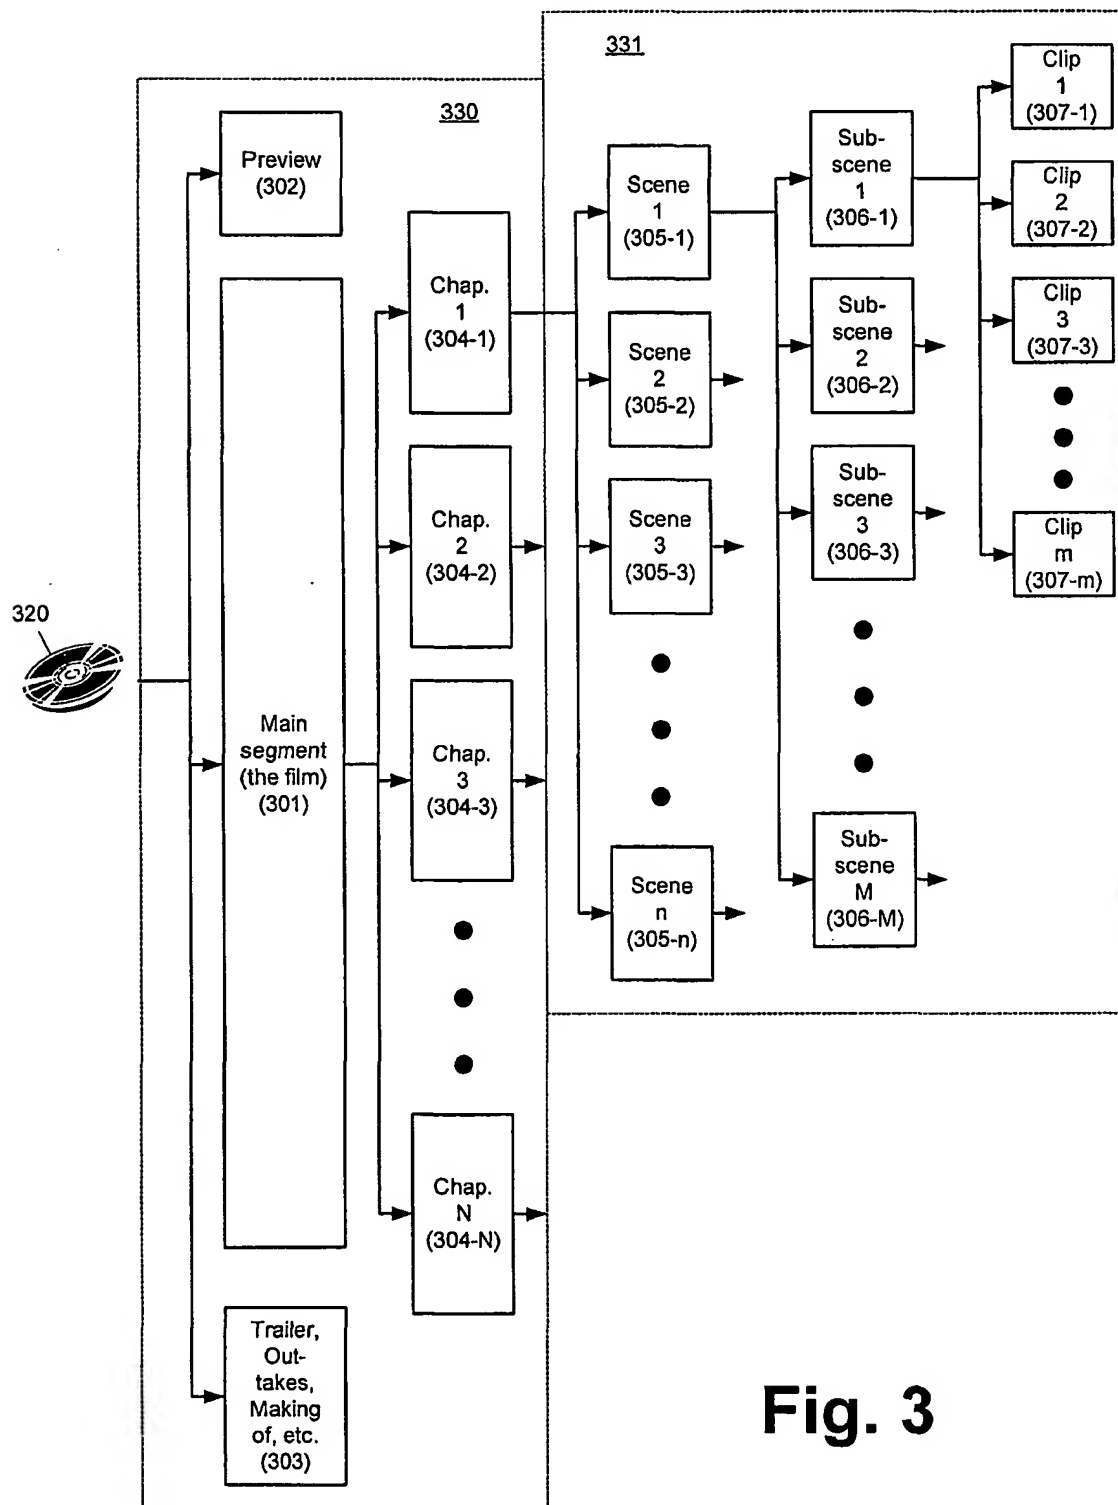 331
330
320
Preview
(302)
Main
segment
(the film)
(301)
Trailer,
Out-
takes,
Making
of, etc.
(303)
Chap.
1
(304-1)
Chap.
2
(304-2)
Chap.
3
(304-3)
Chap.
N
(304-N)
Scene
1
(305-1)
Scene
2
(305-2)
Scene
3
(305-3)
Scene
n
(305-n)
Sub-
scene
1
(306-1)
Sub-
scene
2
(306-2)
Sub-
scene
3
(306-3)
Sub-
scene
M
(306-M)
Clip
1
(307-1)
Clip
2
(307-2)
Clip
3
(307-3)
Clip
m
(307-m)
Fig. 3